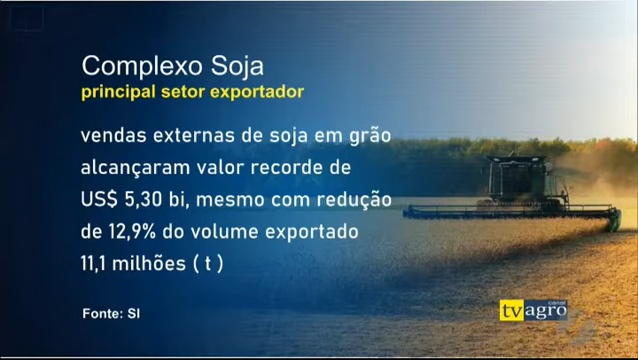 Complexo Soja
principal setor exportador
vendas externas de soja em grão
alcançaram valor recorde de
US$ 5,30 bi, mesmo com redução
de 12,9% do volume exportado
11,1 milhões ( t )
Fonte: SI
canal
tv agro